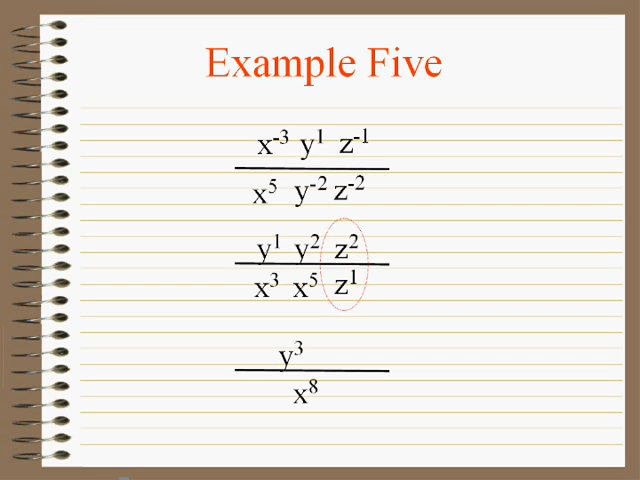 Example Five
x⁻³ y¹ z⁻¹
x⁵ y⁻² z⁻²
y¹ y² z²
x³ x⁵ z¹
y³
x⁸